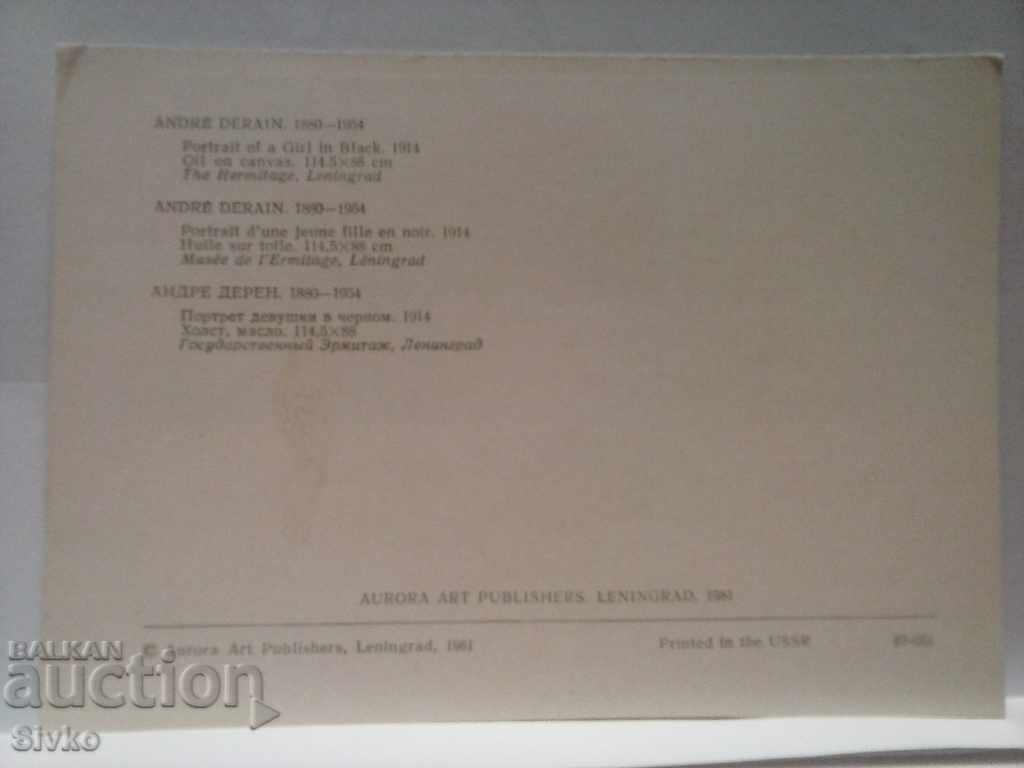 ANDRÉ DERAIN. 1880—1954
Portrait of a Girl in Black. 1914
Oil on canvas. 114.5×88 cm
The Hermitage, Leningrad
ANDRÉ DERAIN. 1880—1954
Portrait d'une jeune fille en noir. 1914
Huile sur toile. 114,5×88 cm
Musée de l'Ermitage, Léningrad
АНДРЕ ДЕРЕН. 1880—1954
Портрет девушки в черном. 1914
Холст, масло. 114,5×88
Государственный Эрмитаж, Ленинград
AURORA ART PUBLISHERS. LENINGRAD. 1981
© Aurora Art Publishers, Leningrad, 1981
Printed in the USSR
BALKAN
auction
Sivko